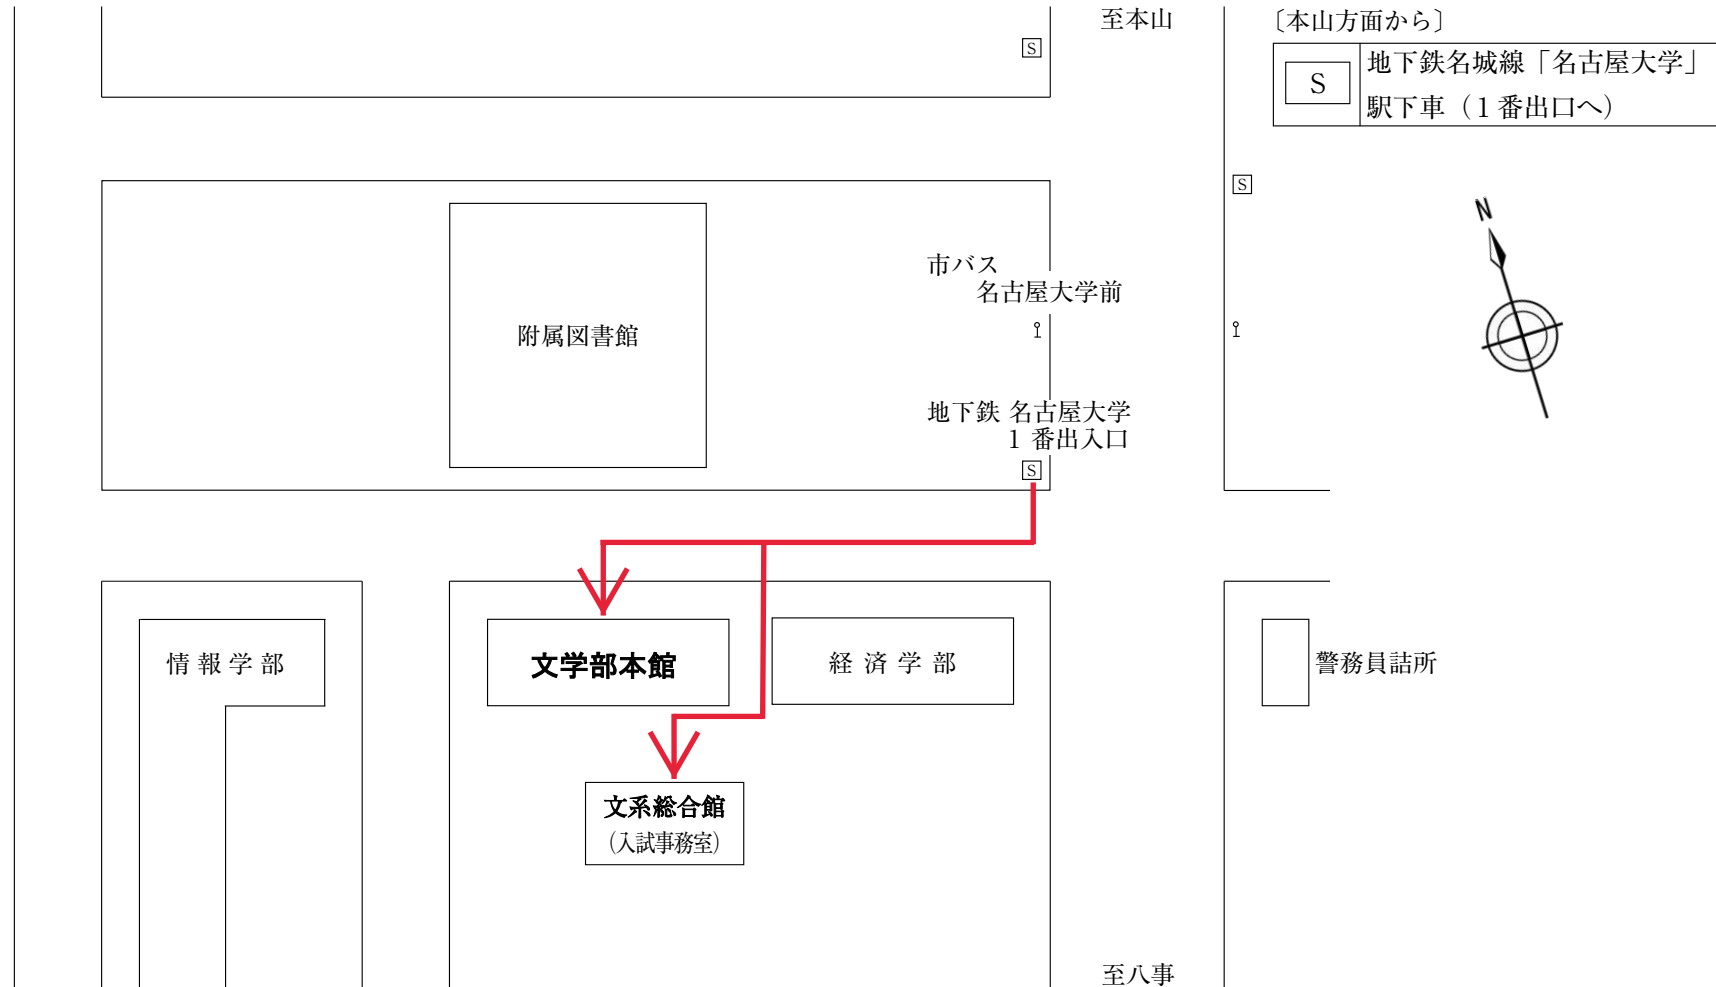 至本山
〔本山方面から〕
S
S
地下鉄名城線「名古屋大学」
駅下車（１番出口へ）
S
N
市バス
名古屋大学前
附属図書館
地下鉄 名古屋大学
１ 番出入口
S
情 報 学 部
文学部本館
経 済 学 部
警務員詰所
文系総合館
（入試事務室）
至八事